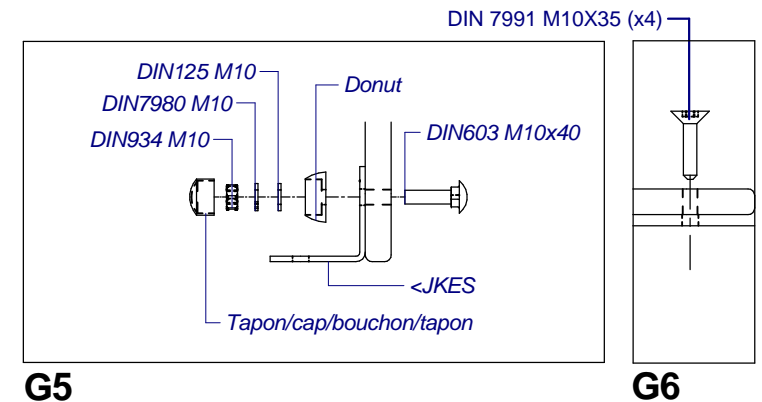 DIN 7991 M10X35 (x4)
DIN125 M10
Donut
DIN7980 M10
DIN934 M10
DIN603 M10x40
<JKES
Tapon/cap/bouchon/tapon
G5
G6